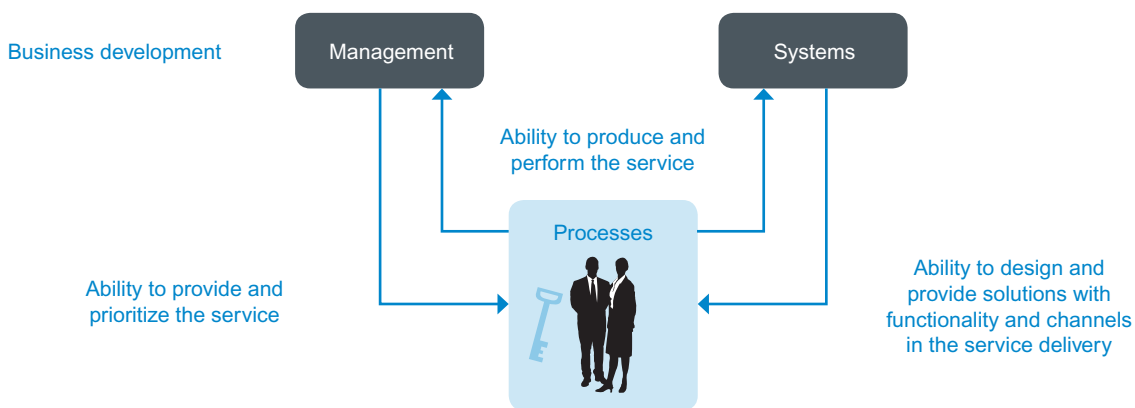 Business development
Management
Systems
Ability to produce and
perform the service
Processes
Ability to provide and
prioritize the service
Ability to design and
provide solutions with
functionality and channels
in the service delivery